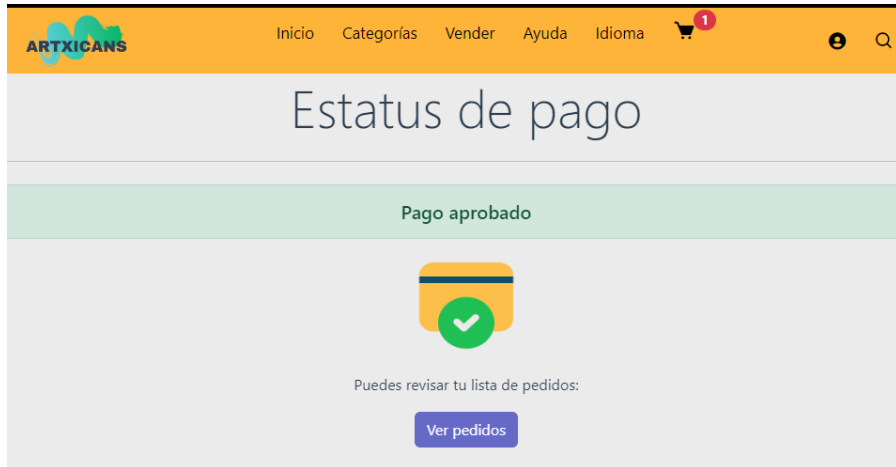 ARTXICANS
Inicio Categorías Vender Ayuda Idioma 1
Estatus de pago
Pago aprobado
Puedes revisar tu lista de pedidos:
Ver pedidos